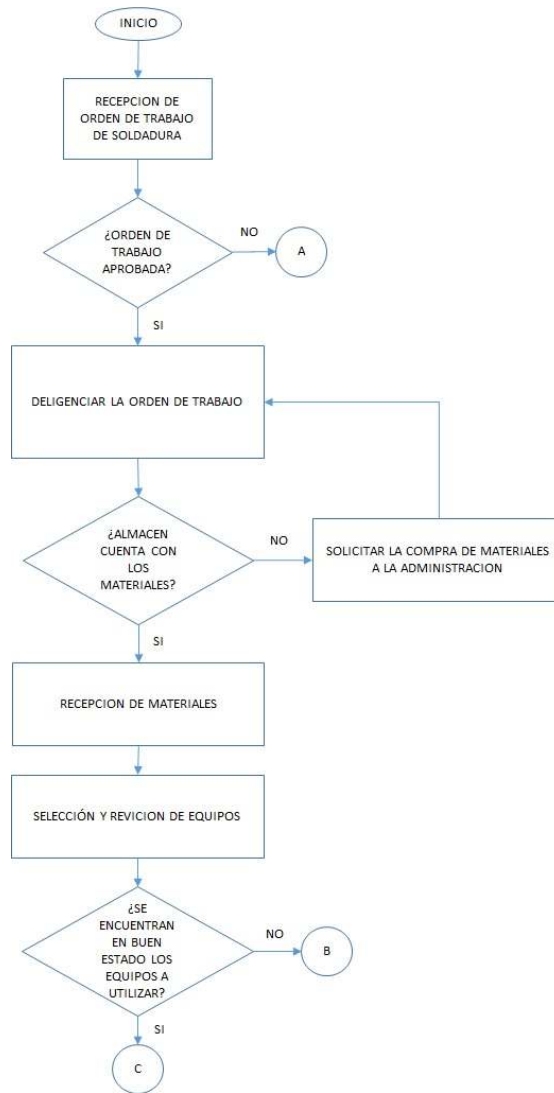 INICIO
RECEPCION DE
ORDEN DE TRABAJO
DE SOLDADURA
¿ORDEN DE
TRABAJO
APROBADA?
NO
A
SI
DELIGENCIAR LA ORDEN DE TRABAJO
¿ALMACEN
CUENTA CON
LOS
MATERIALES?
NO
SOLICITAR LA COMPRA DE MATERIALES
A LA ADMINISTRACION
SI
RECEPCION DE MATERIALES
SELECCIÓN Y REVICION DE EQUIPOS
¿SE
ENCUENTRAN
EN BUEN
ESTADO LOS
EQUIPOS A
UTILIZAR?
NO
B
SI
C